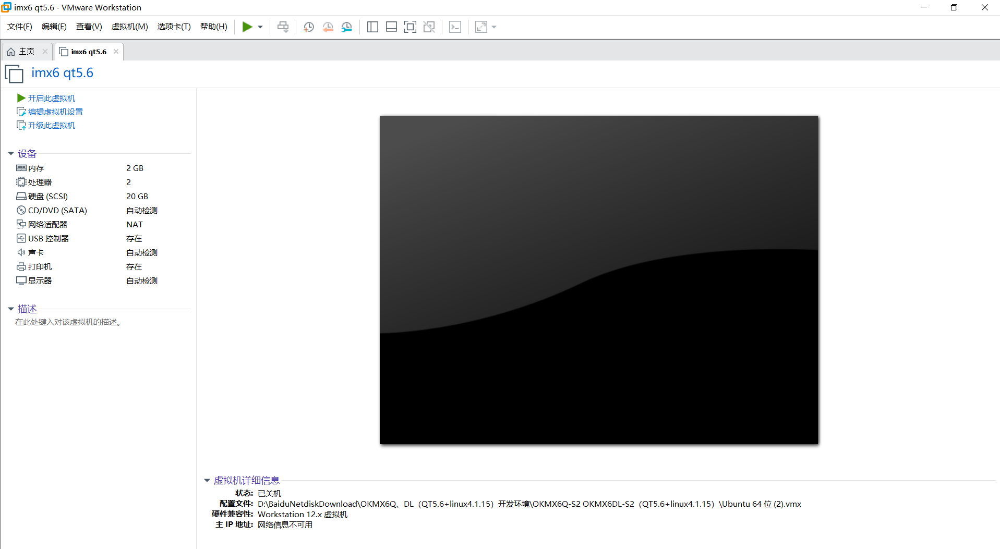 imx6 qt5.6 - VMware Workstation
文件(F) 编辑(E) 查看(V) 虚拟机(M) 选项卡(T) 帮助(H)
主页 imx6 qt5.6
imx6 qt5.6
开启此虚拟机
编辑虚拟机设置
升级此虚拟机
设备
内存 2 GB
处理器 2
硬盘 (SCSI) 20 GB
CD/DVD (SATA) 自动检测
网络适配器 NAT
USB 控制器 存在
声卡 自动检测
打印机 存在
显示器 自动检测
描述
在此处键入对该虚拟机的描述。
虚拟机详细信息
状态: 已关机
配置文件: D:\BaiduNetdiskDownload\OKMX6Q、DL（QT5.6+linux4.1.15）开发环境\OKMX6Q-S2 OKMX6DL-S2（QT5.6+linux4.1.15）\Ubuntu 64 位 (2).vmx
硬件兼容性: Workstation 12.x 虚拟机
主 IP 地址: 网络信息不可用